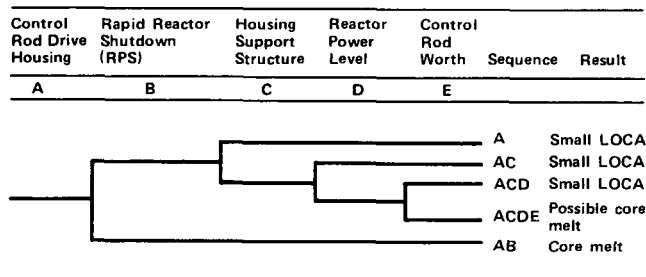 Control Rapid Reactor Housing Reactor Control
Rod Drive Shutdown Support Power Rod
Housing (RPS) Structure Level Worth Sequence Result
A B C D E
A Small LOCA
AC Small LOCA
ACD Small LOCA
ACDE Possible core
melt
AB Core melt